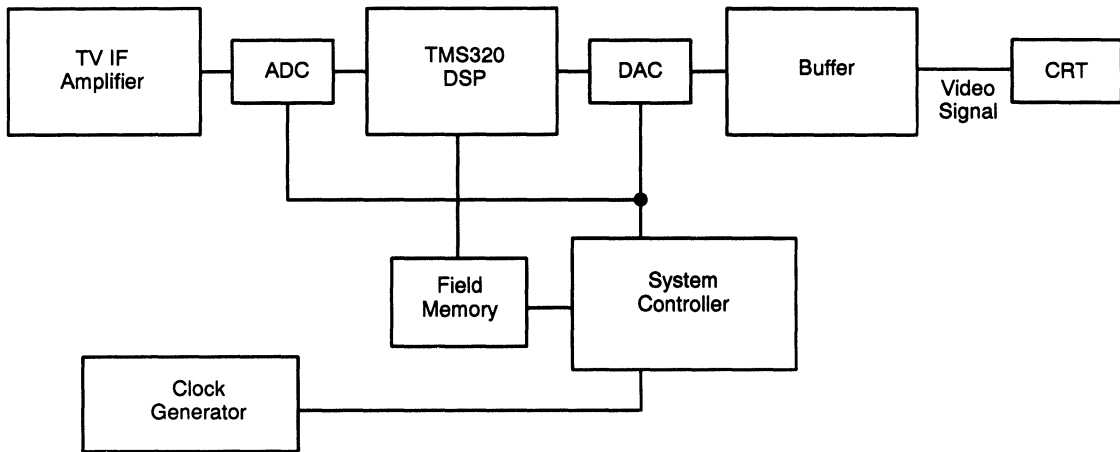 TV IF
Amplifier
ADC
TMS320
DSP
DAC
Buffer
Video
Signal
CRT
Field
Memory
System
Controller
Clock
Generator